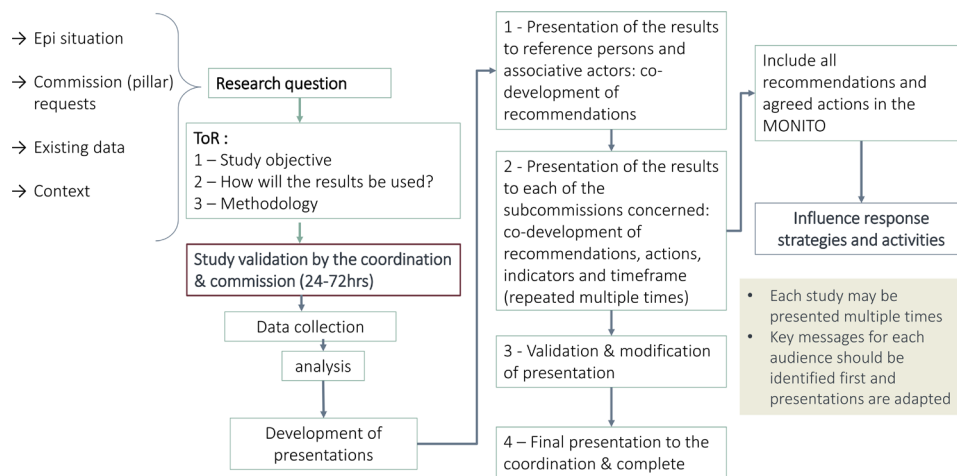 → Epi situation
→ Commission (pillar)
requests
→ Existing data
→ Context
Research question
ToR :
1 – Study objective
2 – How will the results be used?
3 – Methodology
Study validation by the coordination
& commission (24-72hrs)
Data collection
analysis
Development of
presentations
1 - Presentation of the results
to reference persons and
associative actors: co-
development of
recommendations
2 - Presentation of the results
to each of the
subcommissions concerned:
co-development of
recommendations, actions,
indicators and timeframe
(repeated multiple times)
3 - Validation & modification
of presentation
4 – Final presentation to the
coordination & complete
Include all
recommendations and
agreed actions in the
MONITO
Influence response
strategies and activities
• Each study may be
presented multiple times
• Key messages for each
audience should be
identified first and
presentations are adapted